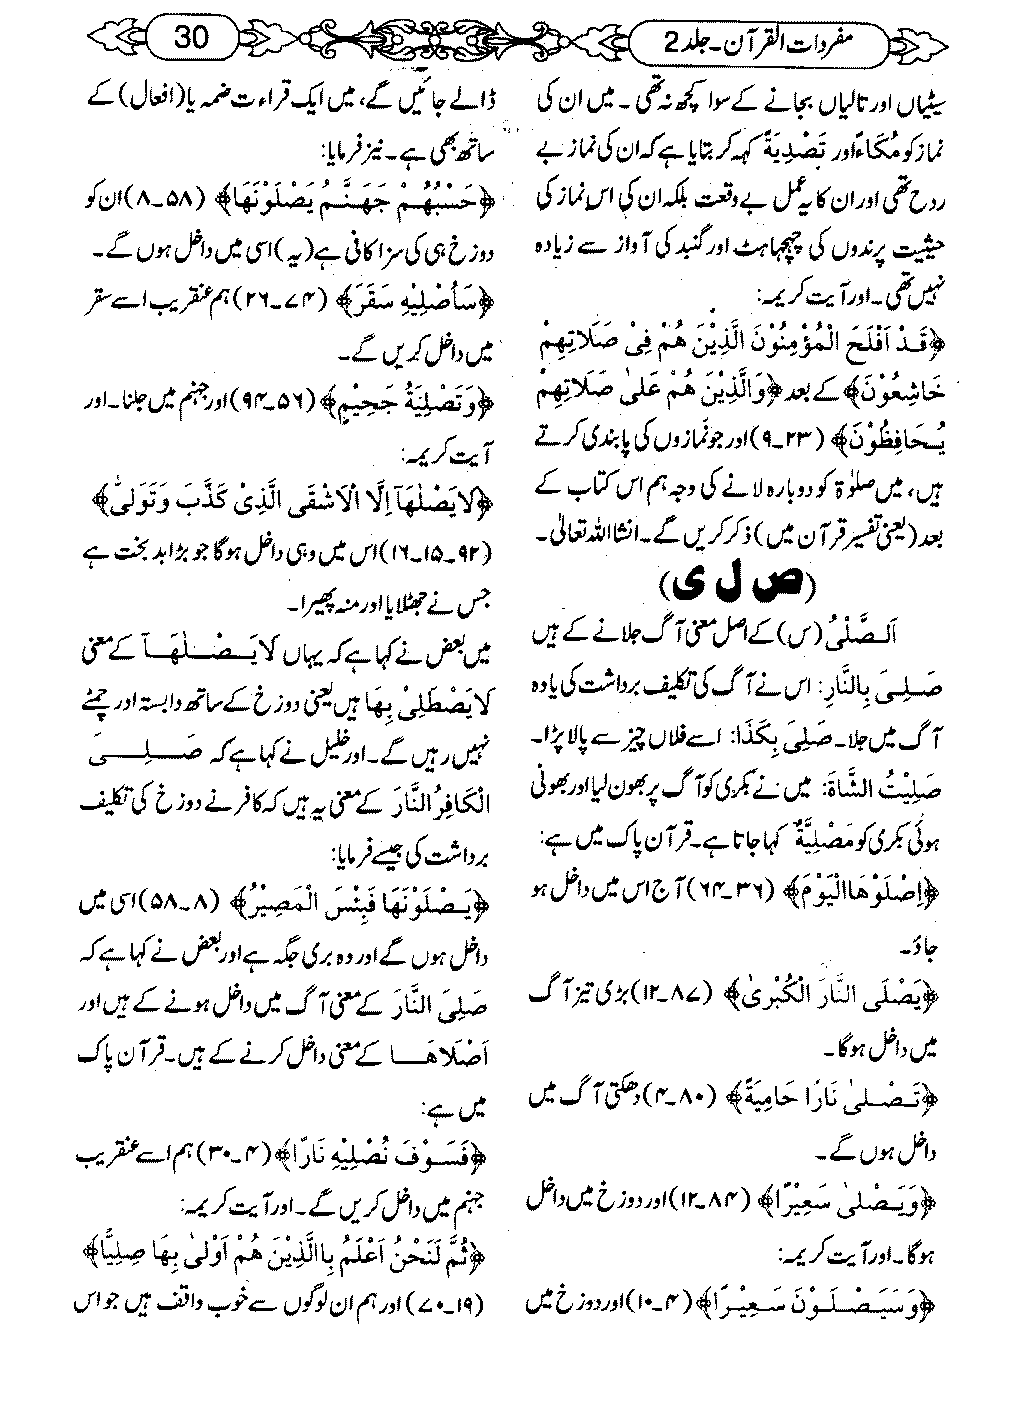 مفردات القرآن۔جلد 2
30
سیٹیاں اور تالیاں بجانے کے سوا کچھ نہ تھی۔ میں ان کی
نماز کو مُكَاءً اور تَصْدِيَةً کہہ کر بتایا ہے کہ ان کی نماز بے
روح تھی اور ان کا یہ عمل بے وقعت بلکہ ان کی اس نماز کی
حیثیت پرندوں کی چہچہاہٹ اور گنبد کی آواز سے زیادہ
نہیں تھی۔ اور آیت کریمہ:
﴿قَدْ اَفْلَحَ الْمُؤْمِنُوْنَ الَّذِيْنَ هُمْ فِيْ صَلَاتِهِمْ
خَاشِعُوْنَ﴾ کے بعد ﴿وَالَّذِيْنَ هُمْ عَلىٰ صَلَاتِهِمْ
يُحَافِظُوْنَ﴾ (۲۳۔۹) اور جو نمازوں کی پابندی کرتے
ہیں، میں صلوٰۃ کو دوبارہ لانے کی وجہ ہم اس کتاب کے
بعد (یعنی تفسیر قرآن میں) ذکر کریں گے۔ انشا اللہ تعالیٰ۔
(ص ل ی)
اَلصَّلْيُ (س) کے اصل معنی آگ جلانے کے ہیں
صَلِيَ بِالنَّارِ: اس نے آگ کی تکلیف برداشت کی یا وہ
آگ میں جلا۔ صَلِيَ بِكَذَا: اسے فلاں چیز سے پالا پڑا۔
صَلِيْتُ الشَّاةَ: میں نے بکری کو آگ پر بھون لیا اور بھونی
ہوئی بکری کو مَصْلِيَّةٌ کہا جاتا ہے۔ قرآن پاک میں ہے:
﴿اِصْلَوْهَا الْيَوْمَ﴾ (۳۶۔۶۴) آج اس میں داخل ہو
جاؤ۔
﴿يَصْلَى النَّارَ الْكُبْرىٰ﴾ (۸۷۔۱۲) بڑی تیز آگ
میں داخل ہوگا۔
﴿تَصْلىٰ نَارًا حَامِيَةً﴾ (۸۰۔۴) دہکتی آگ میں
داخل ہوں گے۔
﴿وَيَصْلىٰ سَعِيْرًا﴾ (۸۴۔۱۲) اور دوزخ میں داخل
ہوگا۔ اور آیت کریمہ:
﴿وَسَيَصْلَوْنَ سَعِيْرًا﴾ (۴۔۱۰) اور دوزخ میں
ڈالے جائیں گے، میں ایک قراءت ضمہ یا (افعال) کے
ساتھ بھی ہے۔ نیز فرمایا:
﴿حَسْبُهُمْ جَهَنَّمُ يَصْلَوْنَهَا﴾ (۵۸۔۸) ان کو
دوزخ ہی کی سزا کافی ہے (یہ) اسی میں داخل ہوں گے۔
﴿سَاُصْلِيْهِ سَقَرَ﴾ (۷۴۔۲۶) ہم عنقریب اسے سقر
میں داخل کریں گے۔
﴿وَتَصْلِيَةُ جَحِيْمٍ﴾ (۵۶۔۹۴) اور جہنم میں جلنا۔ اور
آیت کریمہ:
﴿لَا يَصْلٰهَآ اِلَّا الْاَشْقَى الَّذِيْ كَذَّبَ وَتَوَلىّٰ﴾
(۹۲۔۱۵۔۱۶) اس میں وہی داخل ہوگا جو بڑا بد بخت ہے
جس نے جھٹلایا اور منہ پھیرا۔
میں بعض نے کہا ہے کہ یہاں لَا يَصْلٰهَآ کے معنی
لَا يَصْطَلِيْ بِهَا ہیں یعنی دوزخ کے ساتھ وابستہ اور چمٹے
نہیں رہیں گے۔ اور خلیل نے کہا ہے کہ صَلِيَ
الْكَافِرُ النَّارَ کے معنی یہ ہیں کہ کافر نے دوزخ کی تکلیف
برداشت کی جیسے فرمایا:
﴿يَصْلَوْنَهَا فَبِئْسَ الْمَصِيْرُ﴾ (۸۔۵۸) اسی میں
داخل ہوں گے اور وہ بری جگہ ہے اور بعض نے کہا ہے کہ
صَلِيَ النَّارَ کے معنی آگ میں داخل ہونے کے ہیں اور
اَصْلَاهَا کے معنی داخل کرنے کے ہیں۔ قرآن پاک
میں ہے:
﴿فَسَوْفَ نُصْلِيْهِ نَارًا﴾ (۴۔۳۰) ہم اسے عنقریب
جہنم میں داخل کریں گے۔ اور آیت کریمہ:
﴿ثُمَّ لَنَحْنُ اَعْلَمُ بِاالَّذِيْنَ هُمْ اَوْلىٰ بِهَا صِلِيًّا﴾
(۱۹۔۷۰) اور ہم ان لوگوں سے خوب واقف ہیں جو اس